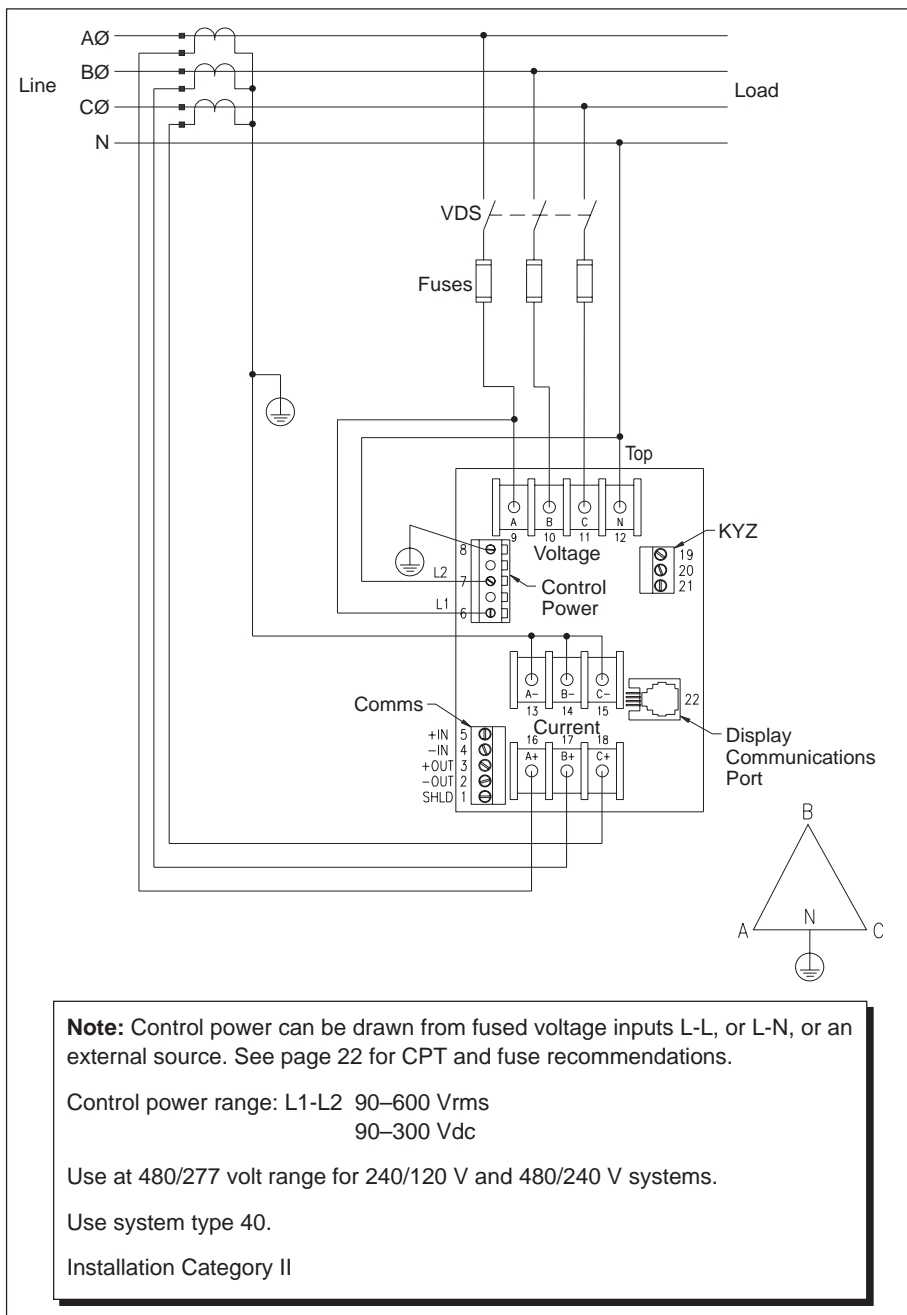 AØ
BØ
Line
CØ
N
Load
VDS
Fuses
Top
A B C N
9 10 11 12
Voltage
KYZ
19
20
21
8
L2
7
L1
6
Control
Power
A- B- C-
13 14 15
22
Comms
Current
16 17 18
A+ B+ C+
+IN 5
-IN 4
+OUT 3
-OUT 2
SHLD 1
Display
Communications
Port
B
A N C
Note: Control power can be drawn from fused voltage inputs L-L, or L-N, or an
external source. See page 22 for CPT and fuse recommendations.
Control power range: L1-L2 90–600 Vrms
90–300 Vdc
Use at 480/277 volt range for 240/120 V and 480/240 V systems.
Use system type 40.
Installation Category II